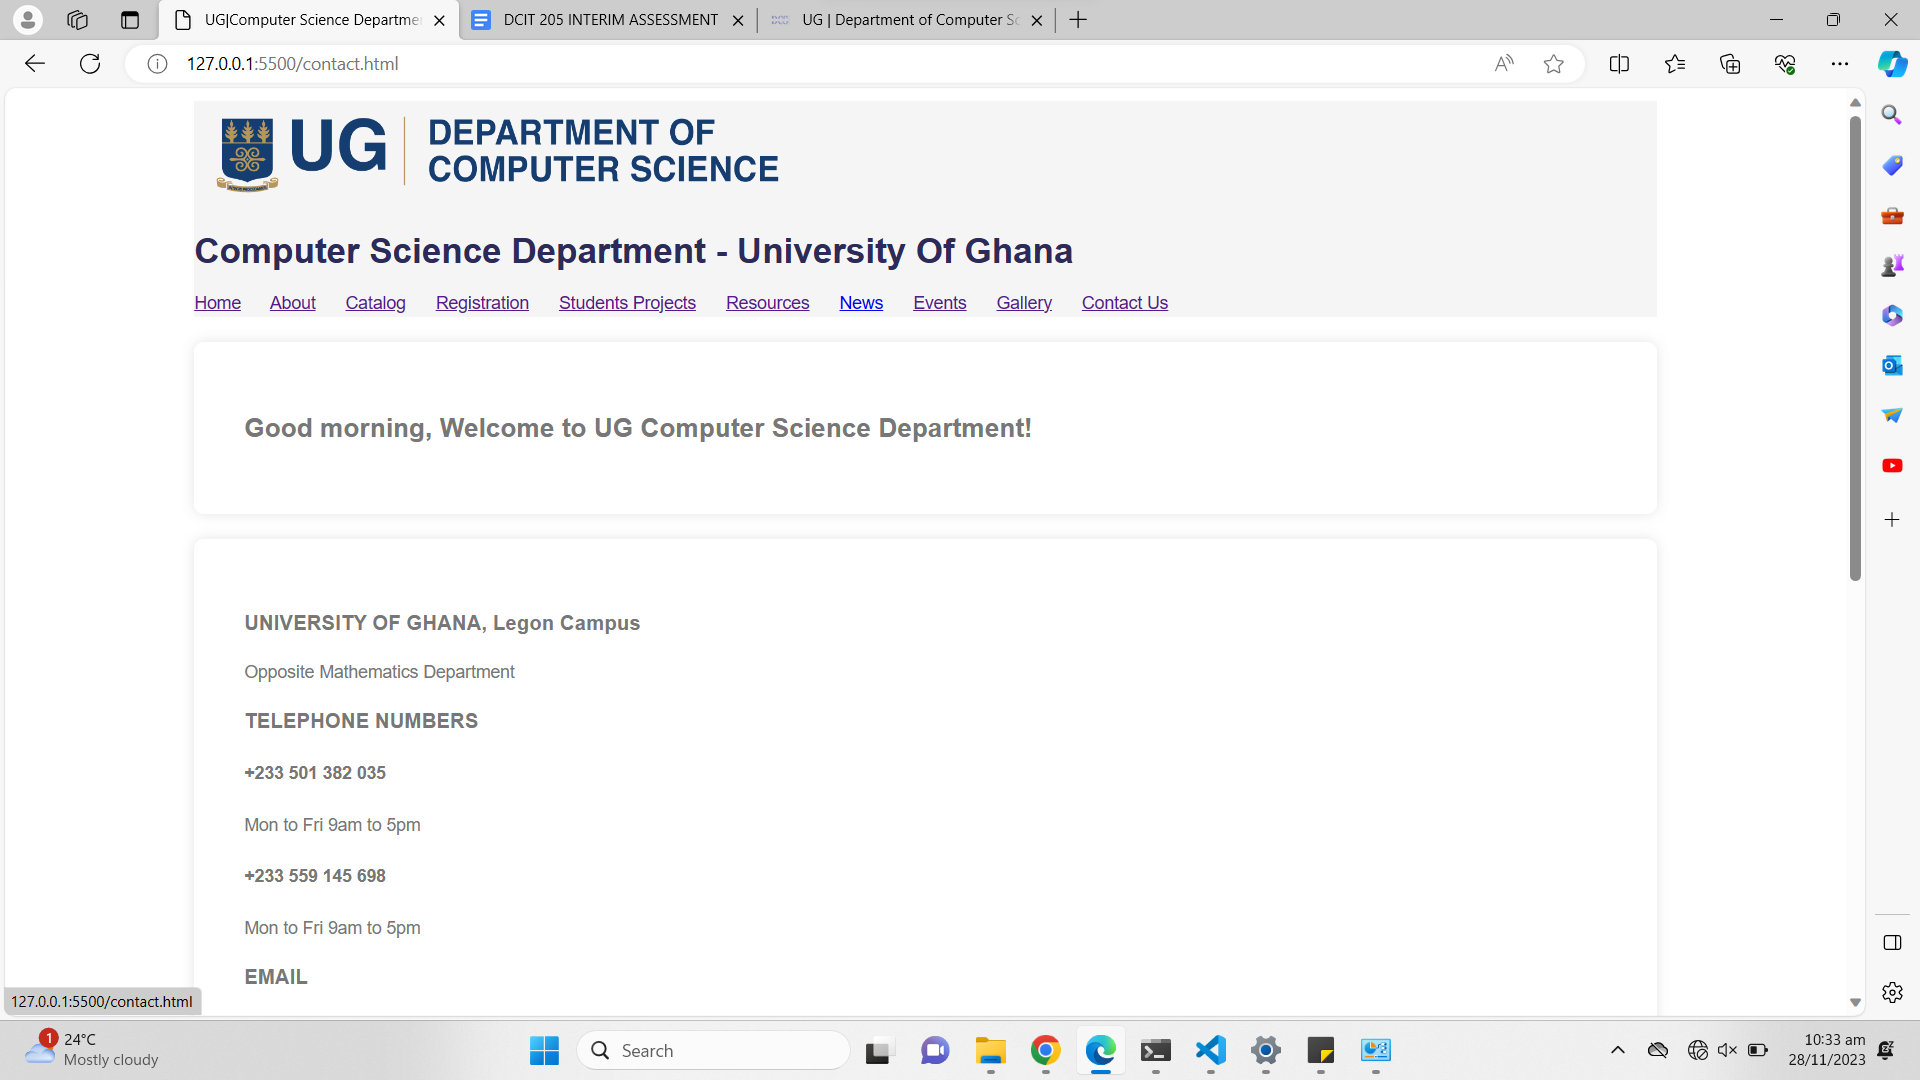 UG|Computer Science Departme
DCIT 205 INTERIM ASSESSMENT
UG | Department of Computer Sc
127.0.0.1:5500/contact.html
UG
DEPARTMENT OF
COMPUTER SCIENCE
Computer Science Department - University Of Ghana
Home About Catalog Registration Students Projects Resources News Events Gallery Contact Us
Good morning, Welcome to UG Computer Science Department!
UNIVERSITY OF GHANA, Legon Campus
Opposite Mathematics Department
TELEPHONE NUMBERS
+233 501 382 035
Mon to Fri 9am to 5pm
+233 559 145 698
Mon to Fri 9am to 5pm
EMAIL
127.0.0.1:5500/contact.html
1
24°C
Mostly cloudy
Search
10:33 am
28/11/2023